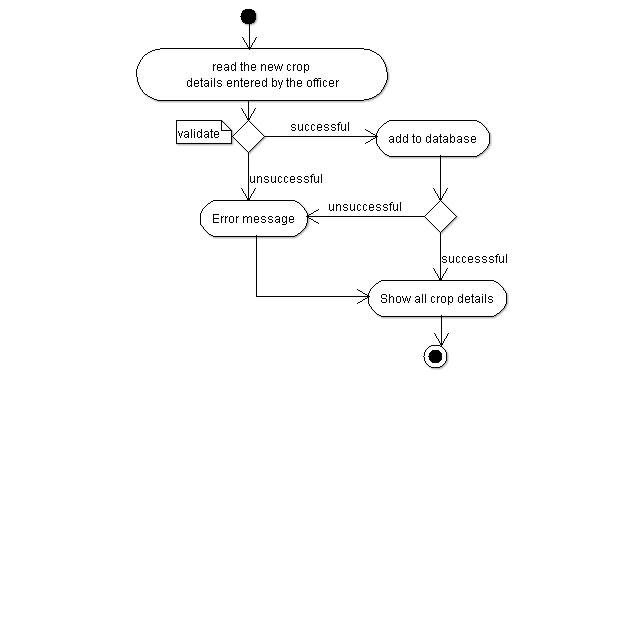 read the new crop
details entered by the officer
validate
successful
add to database
unsuccessful
Error message
unsuccessful
successsful
Show all crop details